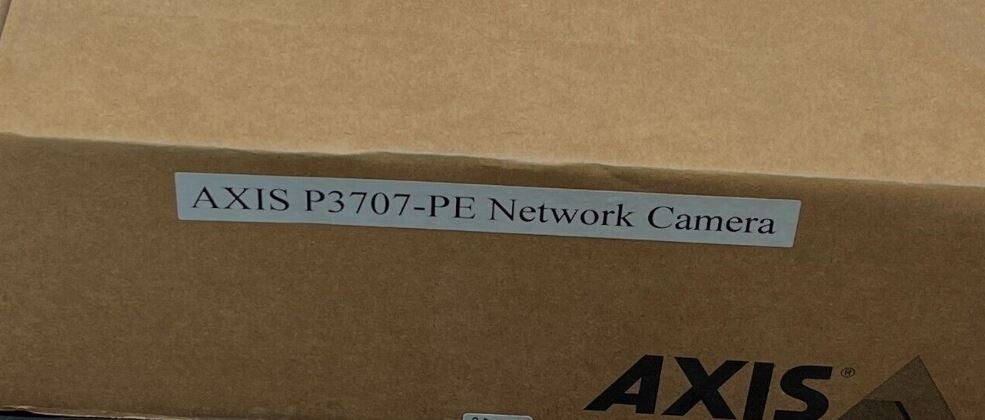 AXIS P3707-PE Network Camera
AXIS®